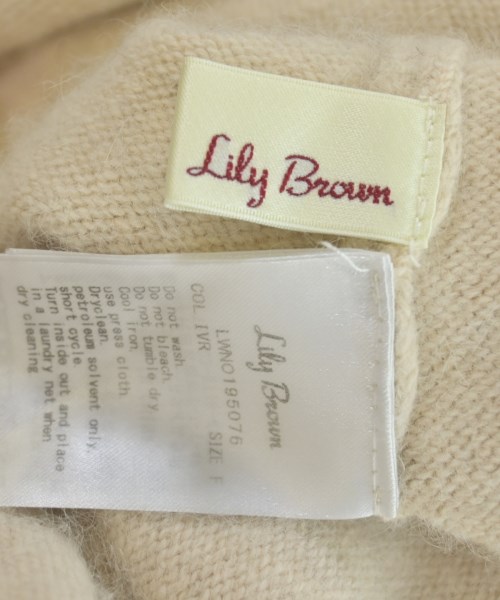 Lily Brown
Lily Brown
LWNO195076 SIZE F
COL.IVR
Do not wash.
Do not bleach.
Do not tumble dry.
Cool iron.
use press cloth.
Dryclean.
petroleum solvent only.
short cycle
Turn inside out and place
in a laundry net when
dry cleaning.